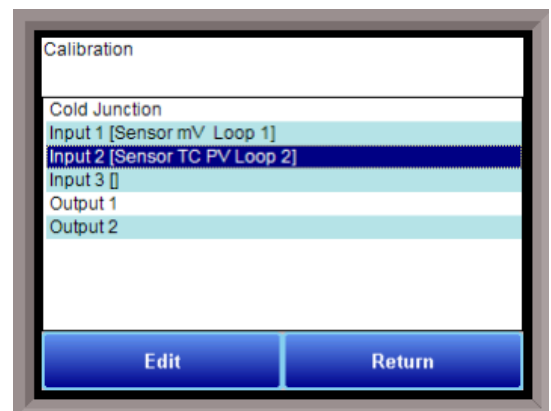 Calibration
Cold Junction
Input 1 [Sensor mV Loop 1]
Input 2 [Sensor TC PV Loop 2]
Input 3 []
Output 1
Output 2
Edit
Return